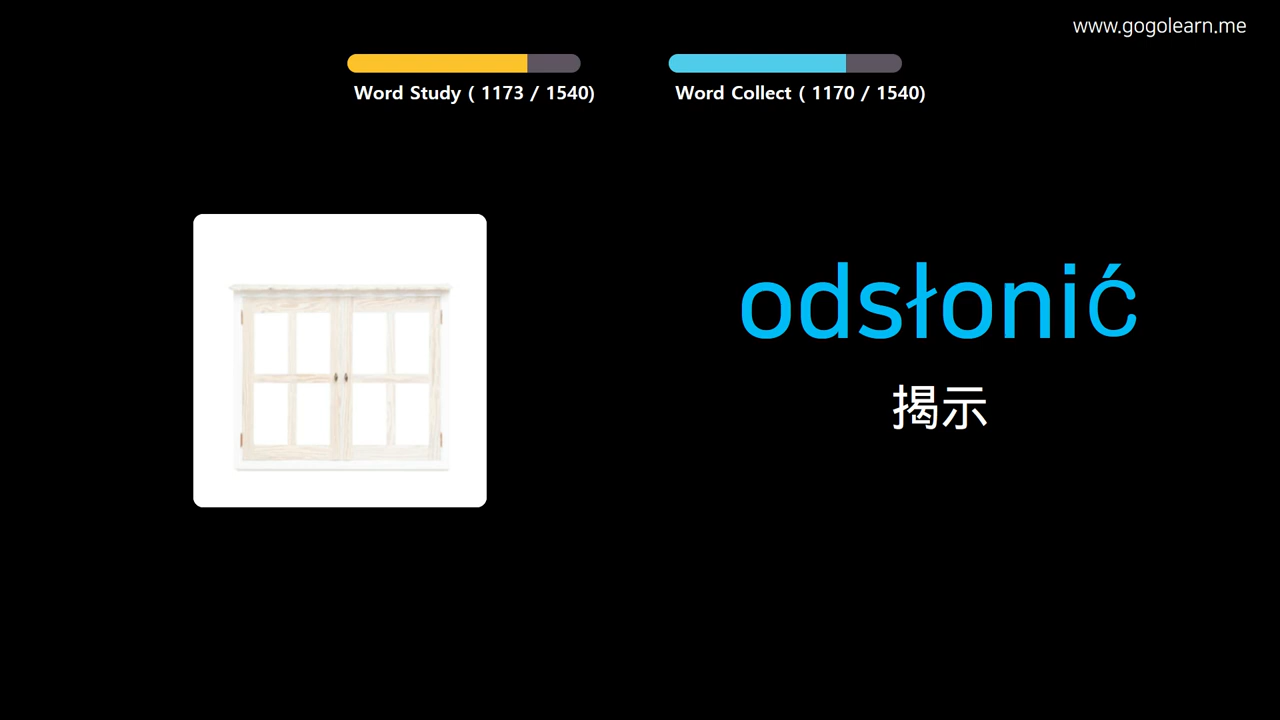 www.gogolearn.me
Word Study ( 1173 / 1540)
Word Collect ( 1170 / 1540)
odsłonić
揭示